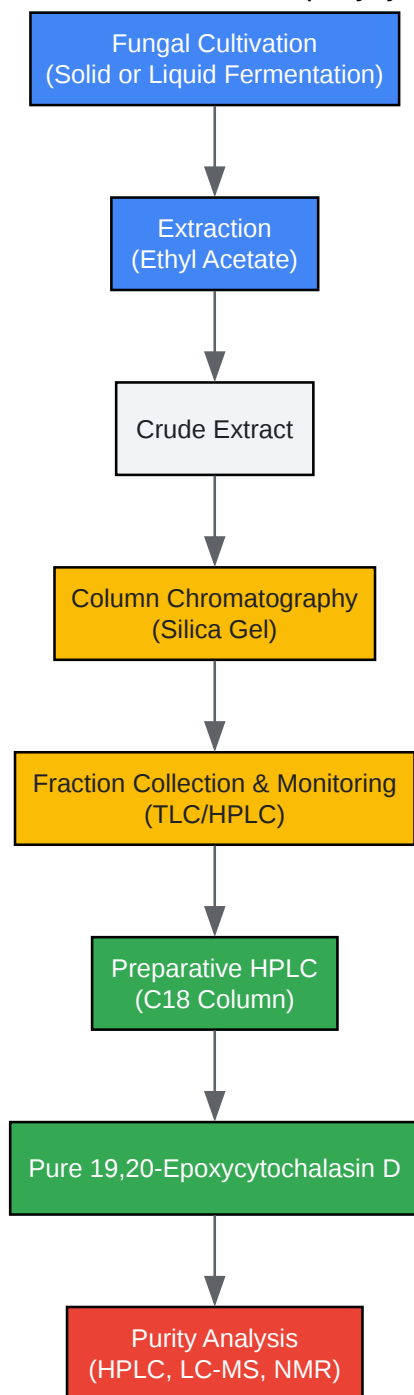 Fungal Cultivation
(Solid or Liquid Fermentation)
Extraction
(Ethyl Acetate)
Crude Extract
Column Chromatography
(Silica Gel)
Fraction Collection & Monitoring
(TLC/HPLC)
Preparative HPLC
(C18 Column)
Pure 19,20-Epoxycytochalasin D
Purity Analysis
(HPLC, LC-MS, NMR)